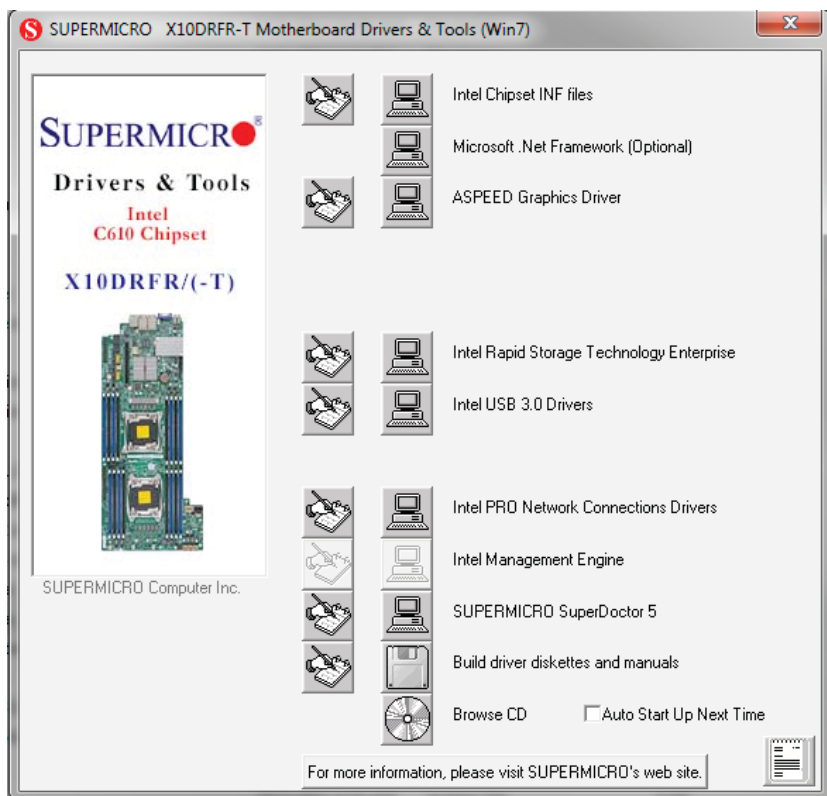 SUPERMICRO X10DRFR-T Motherboard Drivers & Tools (Win7)
SUPERMICRO®
Drivers & Tools
Intel
C610 Chipset
X10DRFR/(-T)
SUPERMICRO Computer Inc.
Intel Chipset INF files
Microsoft .Net Framework (Optional)
ASPEED Graphics Driver
Intel Rapid Storage Technology Enterprise
Intel USB 3.0 Drivers
Intel PRO Network Connections Drivers
Intel Management Engine
SUPERMICRO SuperDoctor 5
Build driver diskettes and manuals
Browse CD Auto Start Up Next Time
For more information, please visit SUPERMICRO's web site.